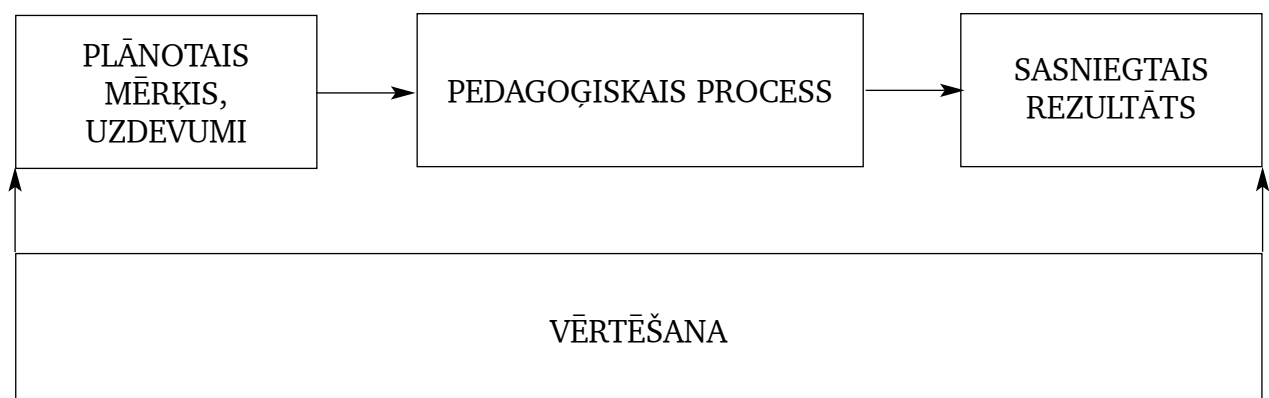 PLĀNOTAIS
MĒRĶIS,
UZDEVUMI
PEDAGOĢISKAIS PROCESS
SASNIEGTAIS
REZULTĀTS
VĒRTĒŠANA